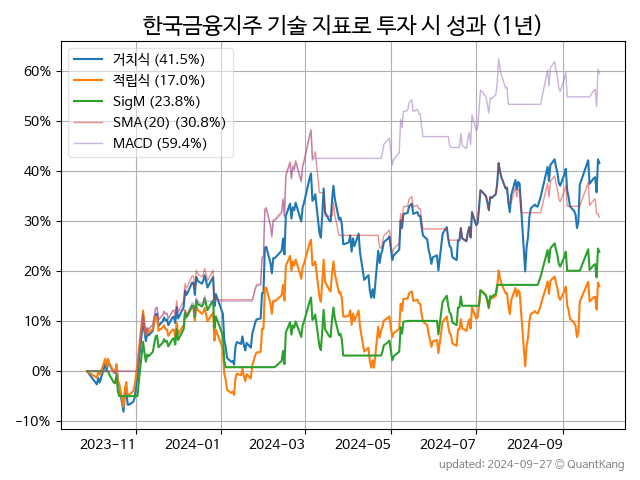 한국금융지주 기술 지표로 투자 시 성과 (1년)
거치식 (41.5%)
적립식 (17.0%)
SigM (23.8%)
SMA(20) (30.8%)
MACD (59.4%)
60%
50%
40%
30%
20%
10%
0%
−10%
2023-11
2024-01
2024-03
2024-05
2024-07
2024-09
updated: 2024-09-27 ⓒ QuantKang